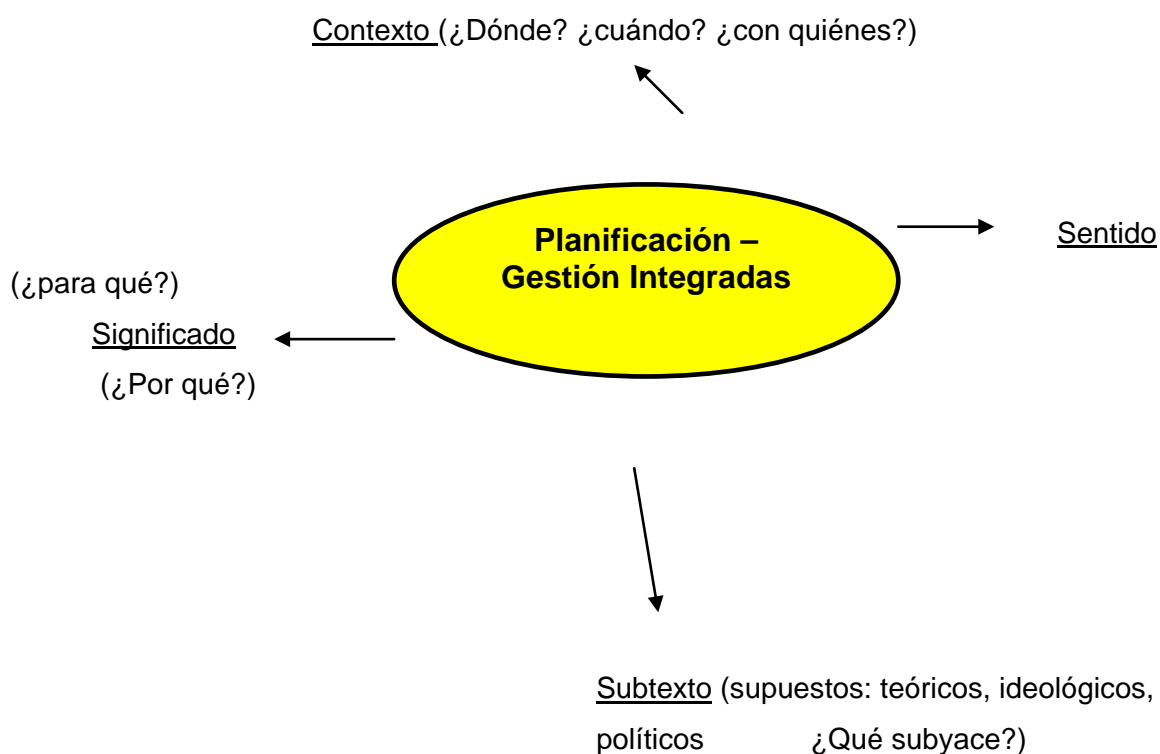 Contexto (¿Dónde? ¿cuándo? ¿con quiénes?)
Planificación –
Gestión Integradas
Sentido
(¿para qué?)
Significado
(¿Por qué?)
Subtexto (supuestos: teóricos, ideológicos,
políticos ¿Qué subyace?)